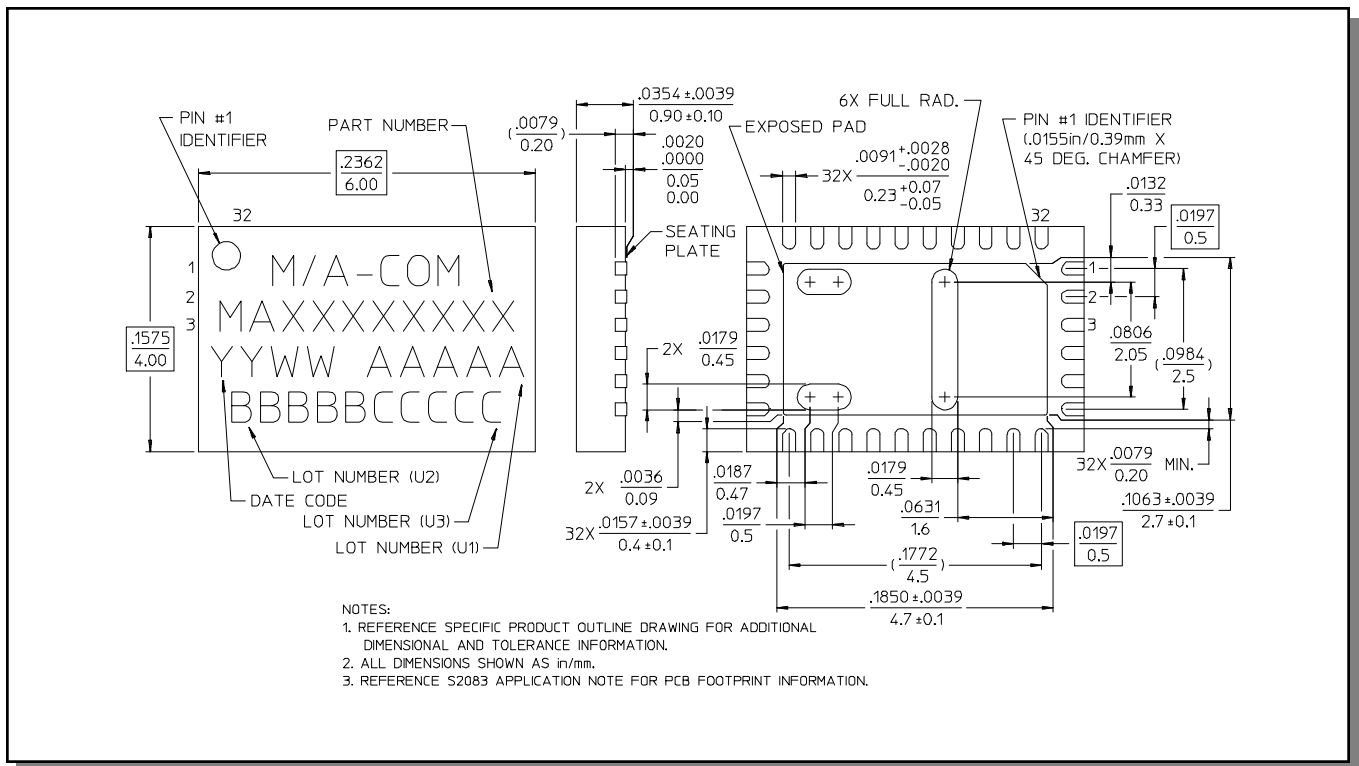 PIN #1
IDENTIFIER
PART NUMBER
.2362
6.00
32
1
2
3
.1575
4.00
M/A-COM
MAXXXXXXXXX
YYWW AAAAA
BBBBBCCCCC
LOT NUMBER (U2)
DATE CODE
LOT NUMBER (U3)
LOT NUMBER (U1)
.0354±.0039
0.90±0.10
(.0079
0.20)
.0020
.0000
0.05
0.00
SEATING
PLATE
EXPOSED PAD
6X FULL RAD.
PIN #1 IDENTIFIER
(.0155in/0.39mm X
45 DEG. CHAMFER)
32X .0091 +.0028
-.0020
0.23 +0.07
-0.05
32
.0132
0.33
.0197
0.5
1
2
3
2X .0179
0.45
.0806
2.05
(.0984
2.5)
2X .0036
0.09
.0187
0.47
.0179
0.45
32X .0079 MIN.
0.20
32X .0157±.0039
0.4±0.1
.0197
0.5
.0631
1.6
.1063±.0039
2.7±0.1
.0197
0.5
(.1772
4.5)
.1850±.0039
4.7±0.1
NOTES:
1. REFERENCE SPECIFIC PRODUCT OUTLINE DRAWING FOR ADDITIONAL
DIMENSIONAL AND TOLERANCE INFORMATION.
2. ALL DIMENSIONS SHOWN AS in/mm.
3. REFERENCE S2083 APPLICATION NOTE FOR PCB FOOTPRINT INFORMATION.